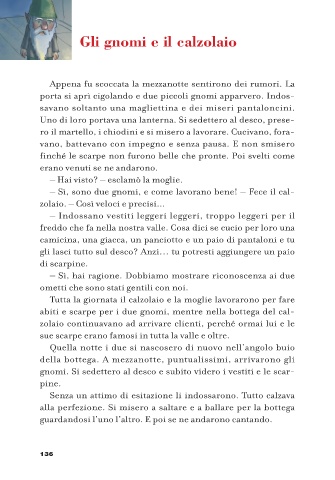 Gli gnomi e il calzolaio
Appena fu scoccata la mezzanotte sentirono dei rumori. La
porta si aprì cigolando e due piccoli gnomi apparvero. Indos-
savano soltanto una magliettina e dei miseri pantaloncini.
Uno di loro portava una lanterna. Si sedettero al desco, prese-
ro il martello, i chiodini e si misero a lavorare. Cucivano, fora-
vano, battevano con impegno e senza pausa. E non smisero
finché le scarpe non furono belle che pronte. Poi svelti come
erano venuti se ne andarono.
– Hai visto? – esclamò la moglie.
– Sì, sono due gnomi, e come lavorano bene! – Fece il cal-
zolaio. – Così veloci e precisi...
– Indossano vestiti leggeri leggeri, troppo leggeri per il
freddo che fa nella nostra valle. Cosa dici se cucio per loro una
camicina, una giacca, un panciotto e un paio di pantaloni e tu
gli lasci tutto sul desco? Anzi... tu potresti aggiungere un paio
di scarpine.
– Sì, hai ragione. Dobbiamo mostrare riconoscenza ai due
ometti che sono stati gentili con noi.
Tutta la giornata il calzolaio e la moglie lavorarono per fare
abiti e scarpe per i due gnomi, mentre nella bottega del cal-
zolaio continuavano ad arrivare clienti, perché ormai lui e le
sue scarpe erano famosi in tutta la valle e oltre.
Quella notte i due si nascosero di nuovo nell'angolo buio
della bottega. A mezzanotte, puntualissimi, arrivarono gli
gnomi. Si sedettero al desco e subito videro i vestiti e le scar-
pine.
Senza un attimo di esitazione li indossarono. Tutto calzava
alla perfezione. Si misero a saltare e a ballare per la bottega
guardandosi l'uno l'altro. E poi se ne andarono cantando.
136